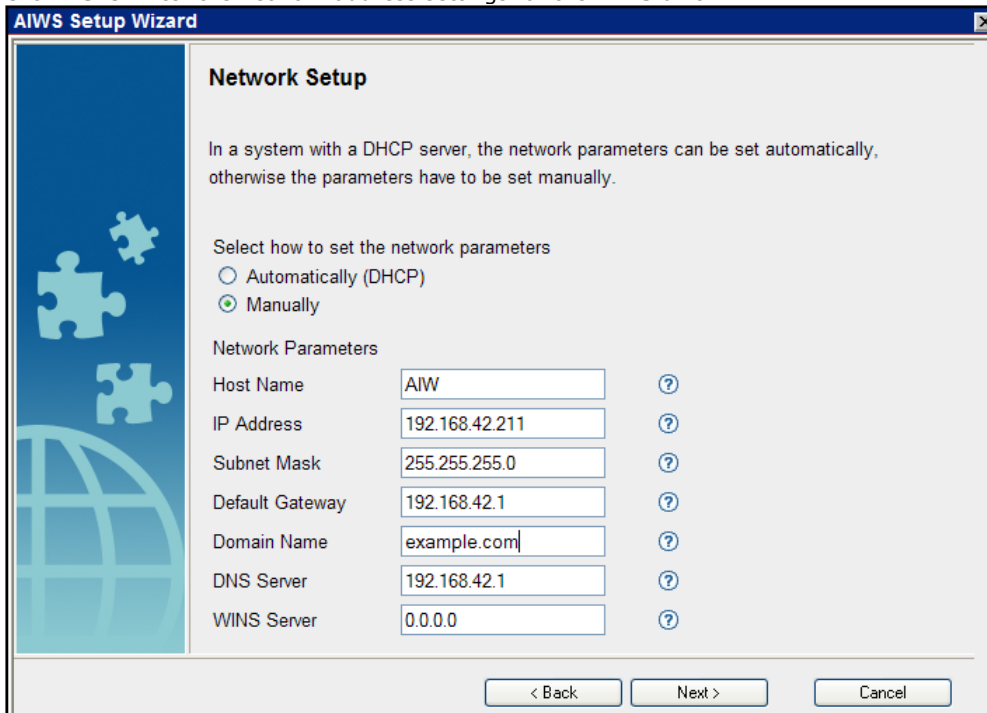 AIWS Setup Wizard
Network Setup
In a system with a DHCP server, the network parameters can be set automatically,
otherwise the parameters have to be set manually.
Select how to set the network parameters
Automatically (DHCP)
Manually
Network Parameters
Host Name AIW ?
IP Address 192.168.42.211 ?
Subnet Mask 255.255.255.0 ?
Default Gateway 192.168.42.1 ?
Domain Name example.com ?
DNS Server 192.168.42.1 ?
WINS Server 0.0.0.0 ?
< Back Next > Cancel